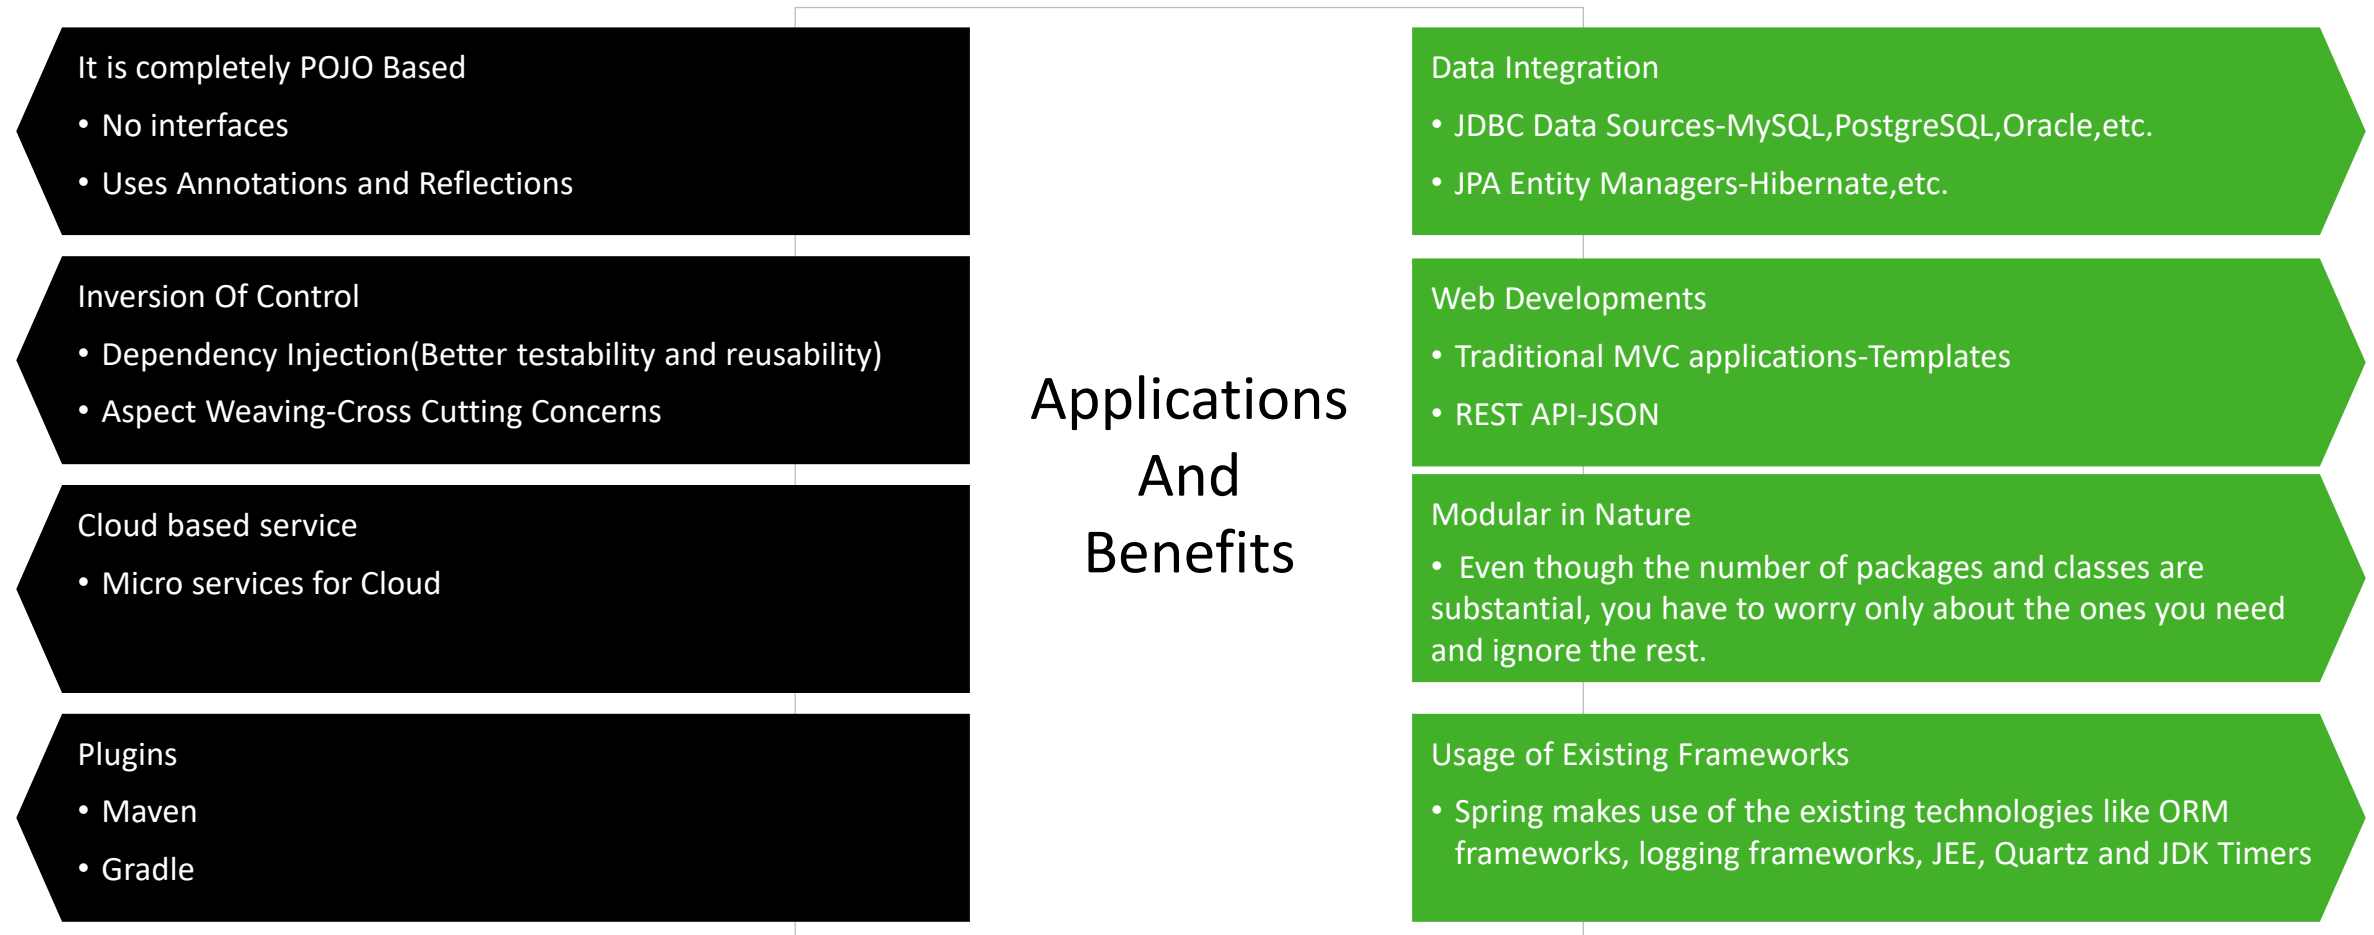 It is completely POJO Based
• No interfaces
• Uses Annotations and Reflections
Inversion Of Control
• Dependency Injection(Better testability and reusability)
• Aspect Weaving-Cross Cutting Concerns
Cloud based service
• Micro services for Cloud
Plugins
• Maven
• Gradle
Applications
And
Benefits
Data Integration
• JDBC Data Sources-MySQL,PostgreSQL,Oracle,etc.
• JPA Entity Managers-Hibernate,etc.
Web Developments
• Traditional MVC applications-Templates
• REST API-JSON
Modular in Nature
• Even though the number of packages and classes are
substantial, you have to worry only about the ones you need
and ignore the rest.
Usage of Existing Frameworks
• Spring makes use of the existing technologies like ORM
frameworks, logging frameworks, JEE, Quartz and JDK Timers